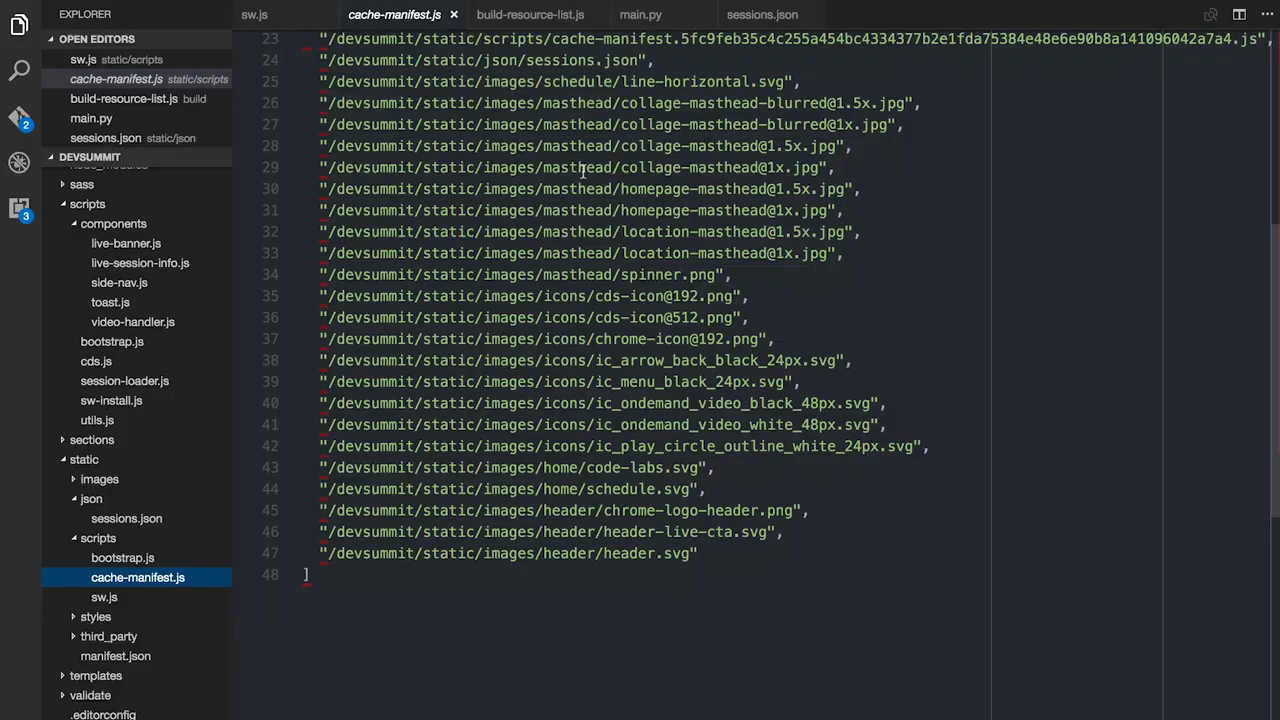 EXPLORER
OPEN EDITORS
sw.js static/scripts
cache-manifest.js static/scripts
build-resource-list.js build
main.py
sessions.json static/json
DEVSUMMIT
node_modules
sass
scripts
components
live-banner.js
live-session-info.js
side-nav.js
toast.js
video-handler.js
bootstrap.js
cds.js
session-loader.js
sw-install.js
utils.js
sections
static
images
json
sessions.json
scripts
bootstrap.js
cache-manifest.js
sw.js
styles
third_party
manifest.json
templates
validate
.editorconfig
2
3
sw.js
cache-manifest.js
build-resource-list.js
main.py
sessions.json
23 "/devsummit/static/scripts/cache-manifest.5fc9feb35c4c255a454bc4334377b2e1fda75384e48e6e90b8a141096042a7a4.js",
24 "/devsummit/static/json/sessions.json",
25 "/devsummit/static/images/schedule/line-horizontal.svg",
26 "/devsummit/static/images/masthead/collage-masthead-blurred@1.5x.jpg",
27 "/devsummit/static/images/masthead/collage-masthead-blurred@1x.jpg",
28 "/devsummit/static/images/masthead/collage-masthead@1.5x.jpg",
29 "/devsummit/static/images/masthead/collage-masthead@1x.jpg",
30 "/devsummit/static/images/masthead/homepage-masthead@1.5x.jpg",
31 "/devsummit/static/images/masthead/homepage-masthead@1x.jpg",
32 "/devsummit/static/images/masthead/location-masthead@1.5x.jpg",
33 "/devsummit/static/images/masthead/location-masthead@1x.jpg",
34 "/devsummit/static/images/masthead/spinner.png",
35 "/devsummit/static/images/icons/cds-icon@192.png",
36 "/devsummit/static/images/icons/cds-icon@512.png",
37 "/devsummit/static/images/icons/chrome-icon@192.png",
38 "/devsummit/static/images/icons/ic_arrow_back_black_24px.svg",
39 "/devsummit/static/images/icons/ic_menu_black_24px.svg",
40 "/devsummit/static/images/icons/ic_ondemand_video_black_48px.svg",
41 "/devsummit/static/images/icons/ic_ondemand_video_white_48px.svg",
42 "/devsummit/static/images/icons/ic_play_circle_outline_white_24px.svg",
43 "/devsummit/static/images/home/code-labs.svg",
44 "/devsummit/static/images/home/schedule.svg",
45 "/devsummit/static/images/header/chrome-logo-header.png",
46 "/devsummit/static/images/header/header-live-cta.svg",
47 "/devsummit/static/images/header/header.svg"
48 ]